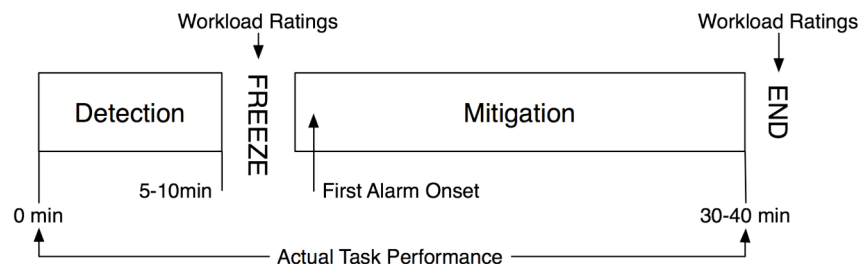 Workload Ratings
Workload Ratings
Detection
FREEZE
Mitigation
END
5-10min
First Alarm Onset
0 min
30-40 min
Actual Task Performance